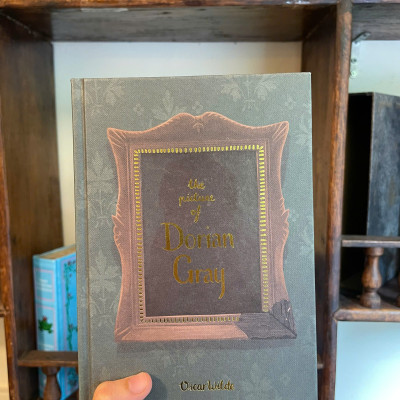 the
picture
of
Dorian
Gray
Oscar Wilde